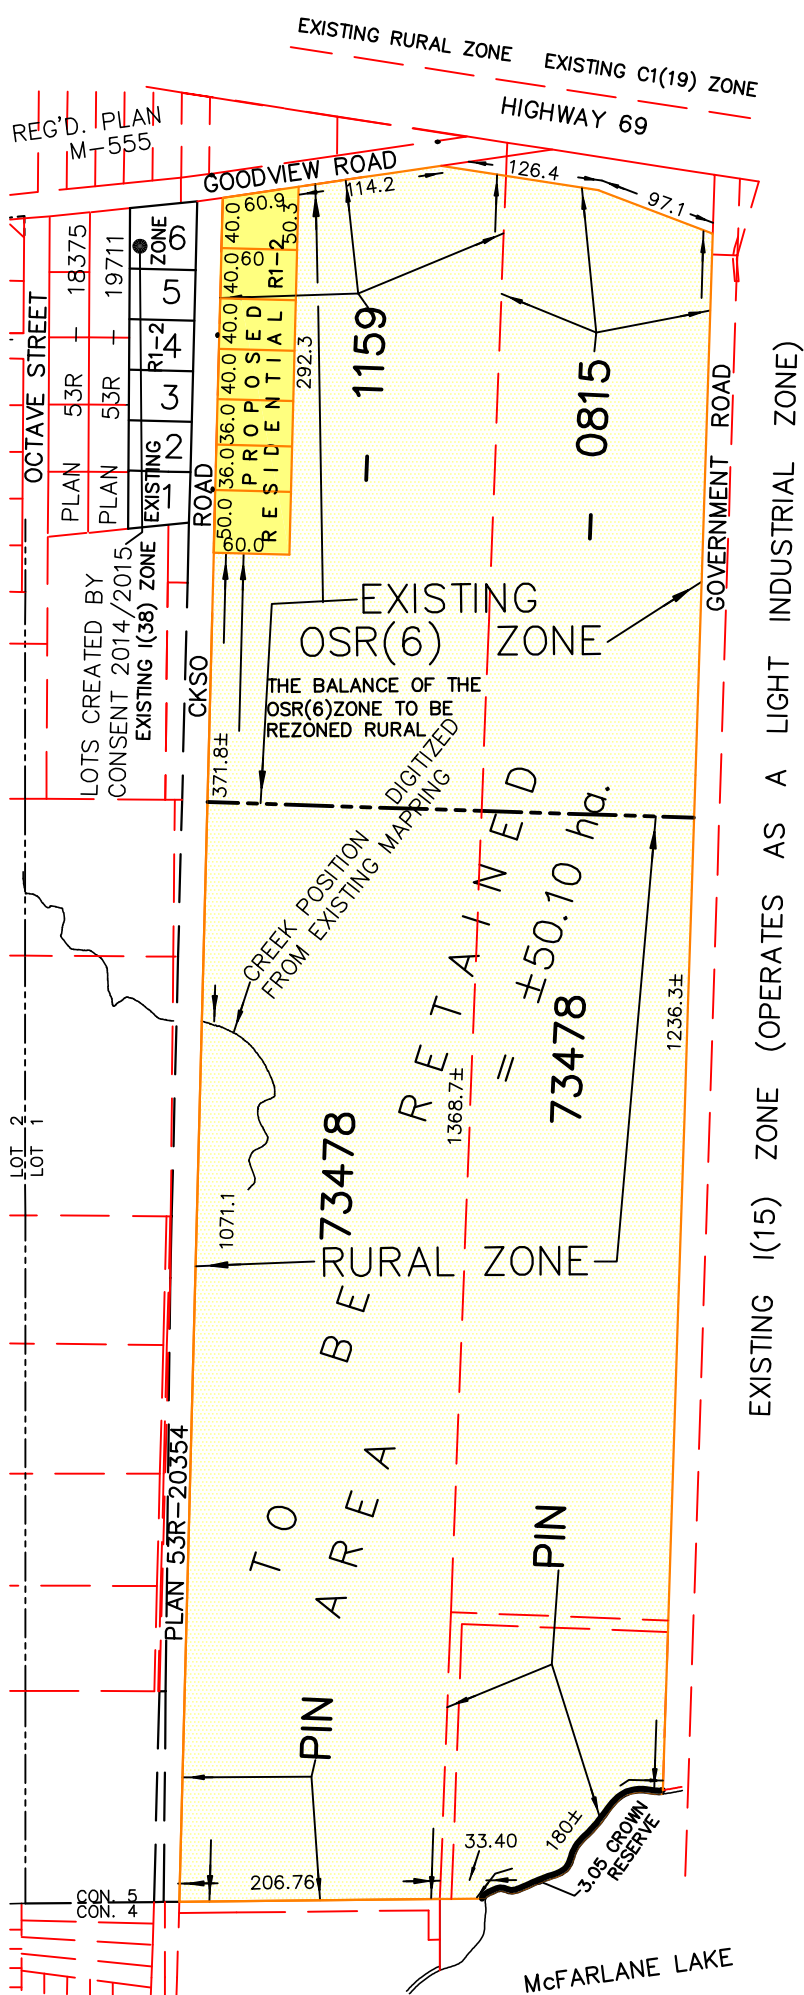 EXISTING RURAL ZONE
EXISTING C1(19) ZONE
HIGHWAY 69
REG'D. PLAN
M-555
GOODVIEW ROAD
114.2
126.4
97.1
OCTAVE STREET
PLAN 53R - 18375
PLAN 53R - 19711
EXISTING R1-2 ZONE
6
5
4
3
2
1
60.9
40.0
50.3
40.0
60
40.0
40.0
36.0
36.0
50.0
60.0
R1-2
PROPOSED
RESIDENTIAL
292.3
CKSO ROAD
PIN 73478 - 1159
PIN 73478 - 0815
GOVERNMENT ROAD
EXISTING I(15) ZONE (OPERATES AS A LIGHT INDUSTRIAL ZONE)
LOTS CREATED BY
CONSENT 2014/2015
EXISTING I(38) ZONE
EXISTING
OSR(6) ZONE
THE BALANCE OF THE
OSR(6)ZONE TO BE
REZONED RURAL
371.8±
CREEK POSITION DIGITIZED
FROM EXISTING MAPPING
AREA TO BE RETAINED
= ±50.10 ha.
1236.3±
1368.7±
1071.1
LOT 2
LOT 1
RURAL ZONE
PLAN 53R-20354
206.76
33.40
180±
3.05 CROWN
RESERVE
CON. 5
CON. 4
McFARLANE LAKE